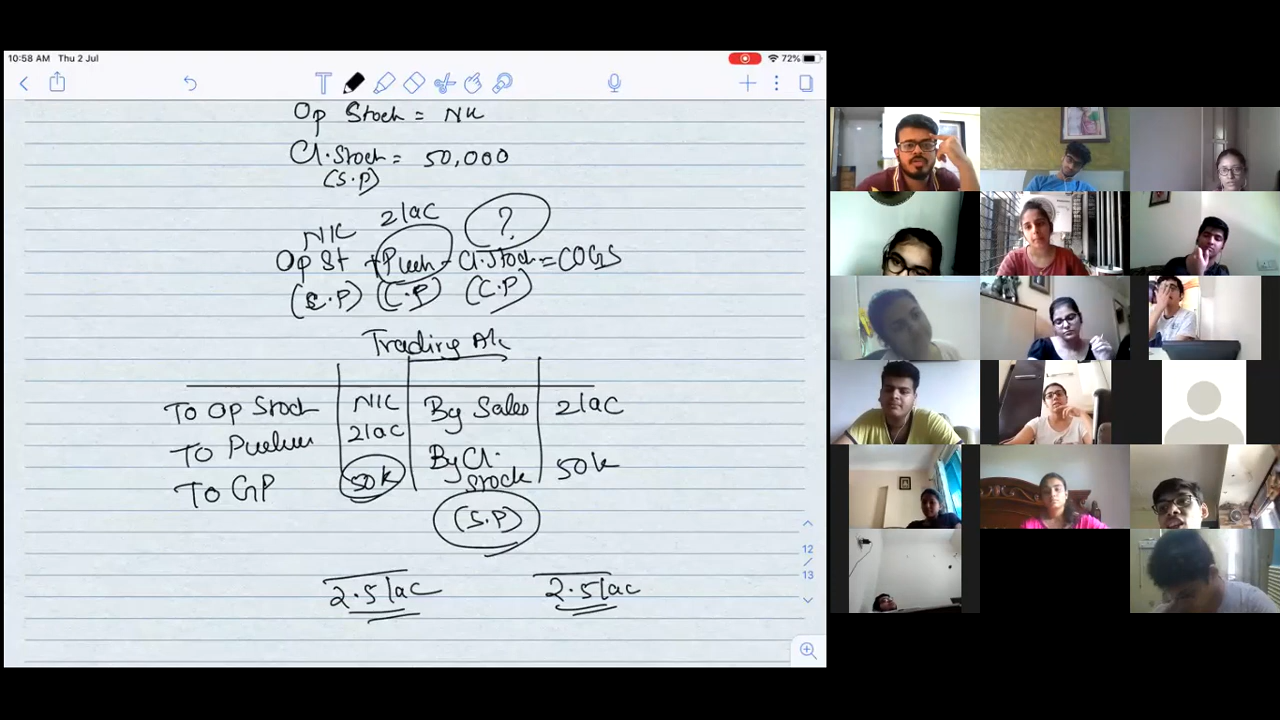 10:58 AM Thu 2 Jul
72%
T
Op Stock = NIL
Cl. Stock = 50,000
(S.P)
NIL 2 lac ?
Op St + Purch - Cl. Stock = COGS
(C.P) (C.P) (C.P)
Trading A/c
To Op Stock NIL By Sales 2 lac
To Purchase 2 lac
To GP 50k By Cl. Stock 50k
(S.P)
2.5 lac 2.5 lac
12
/
13